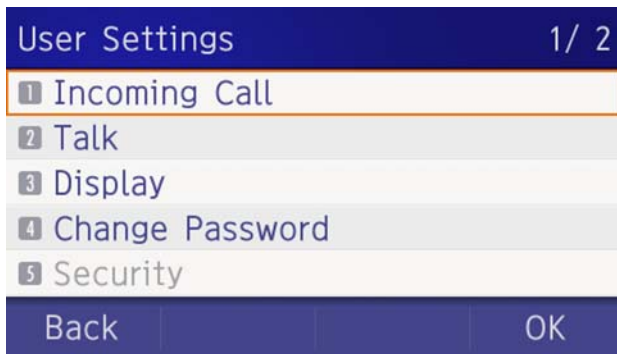 User Settings 1/ 2
1 Incoming Call
2 Talk
3 Display
4 Change Password
5 Security
Back OK